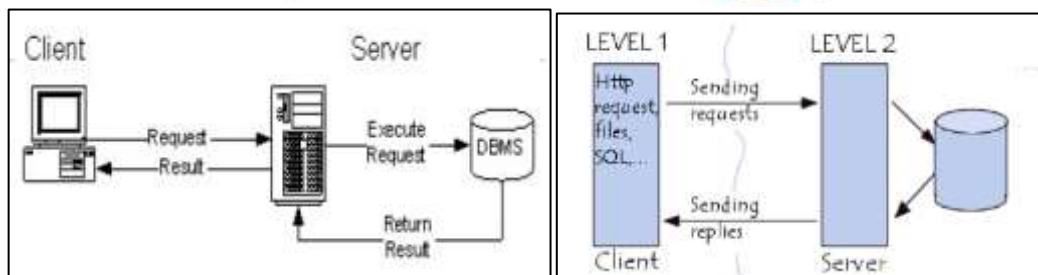 Client
Server
Request
Result
Execute
Request
DBMS
Return
Result
LEVEL 1
LEVEL 2
Http
request,
files,
SQL,...
Sending
requests
Sending
replies
Client
Server